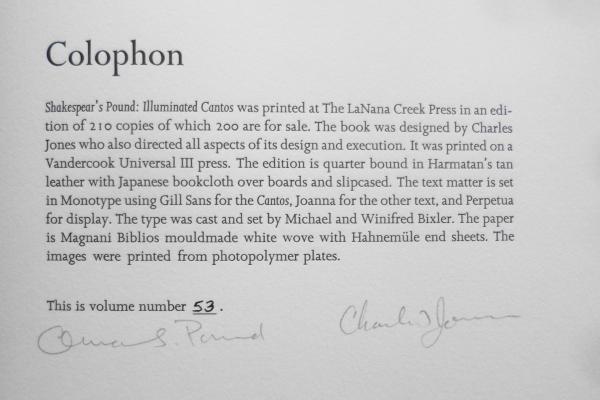 Colophon
Shakespear's Pound: Illuminated Cantos was printed at The LaNana Creek Press in an edi-
tion of 210 copies of which 200 are for sale. The book was designed by Charles
Jones who also directed all aspects of its design and execution. It was printed on a
Vandercook Universal III press. The edition is quarter bound in Harmatan's tan
leather with Japanese bookcloth over boards and slipcased. The text matter is set
in Monotype using Gill Sans for the Cantos, Joanna for the other text, and Perpetua
for display. The type was cast and set by Michael and Winifred Bixler. The paper
is Magnani Biblios mouldmade white wove with Hahnemüle end sheets. The
images were printed from photopolymer plates.
This is volume number 53.
Omar S. Pound
Charles D Jones